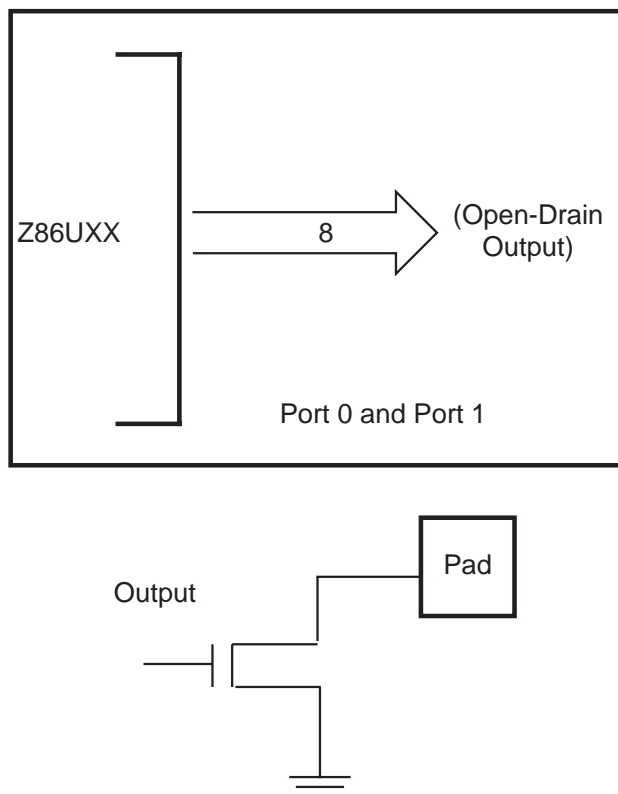 Z86UXX
8
(Open-Drain
Output)
Port 0 and Port 1
Output
Pad